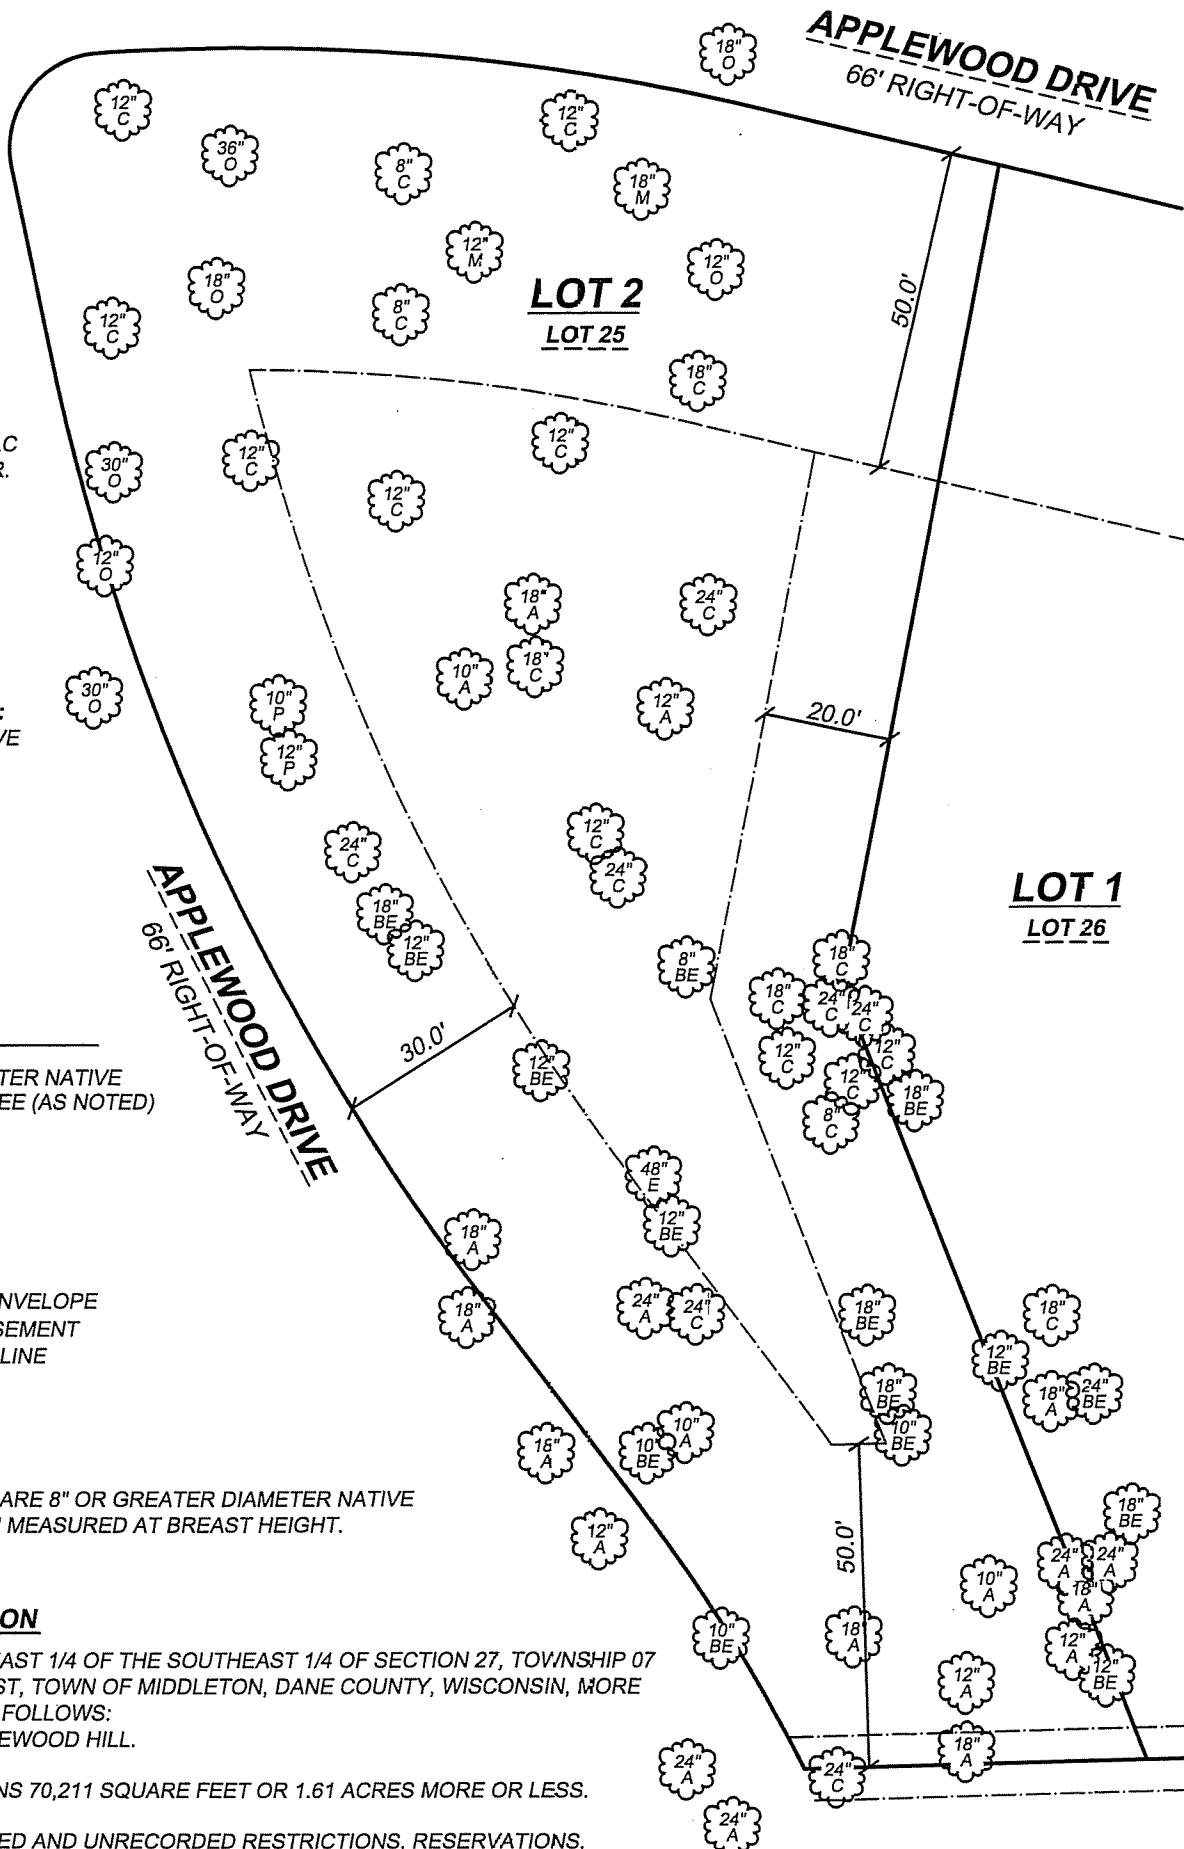 APPLEWOOD DRIVE
66' RIGHT-OF-WAY
18"
O
12"
C
36"
O
8"
C
12"
C
18"
M
12"
M
12"
O
18"
O
12"
C
8"
C
LOT 2
LOT 25
50.0'
18"
C
12"
C
12"
C
30"
O
12"
C
LC
R.
12"
O
18"
A
24"
C
18"
C
10"
A
12"
A
30"
O
10"
P
12"
P
20.0'
:
VE
12"
C
24"
C
24"
C
18"
BE
12"
BE
LOT 1
LOT 26
APPLEWOOD DRIVE
66' RIGHT-OF-WAY
8"
BE
18"
C
18"
C
24"
C
24"
C
12"
C
12"
C
12"
C
18"
BE
8"
C
30.0'
12"
BE
TER NATIVE
EE (AS NOTED)
48"
E
12"
BE
18"
A
18"
A
24"
A
24"
C
18"
BE
18"
C
NVELOPE
SEMENT
LINE
12"
BE
18"
BE
18"
A
24"
BE
10"
BE
10"
A
10"
BE
18"
A
12"
A
ARE 8" OR GREATER DIAMETER NATIVE
" MEASURED AT BREAST HEIGHT.
50.0'
18"
BE
24"
A
24"
A
18"
A
10"
A
10"
BE
18"
A
12"
A
12"
BE
12"
A
18"
A
24"
C
24"
A
24"
A
ON
EAST 1/4 OF THE SOUTHEAST 1/4 OF SECTION 27, TOWNSHIP 07
ST, TOWN OF MIDDLETON, DANE COUNTY, WISCONSIN, MORE
FOLLOWS:
EWOOD HILL.
NS 70,211 SQUARE FEET OR 1.61 ACRES MORE OR LESS.
ED AND UNRECORDED RESTRICTIONS, RESERVATIONS,